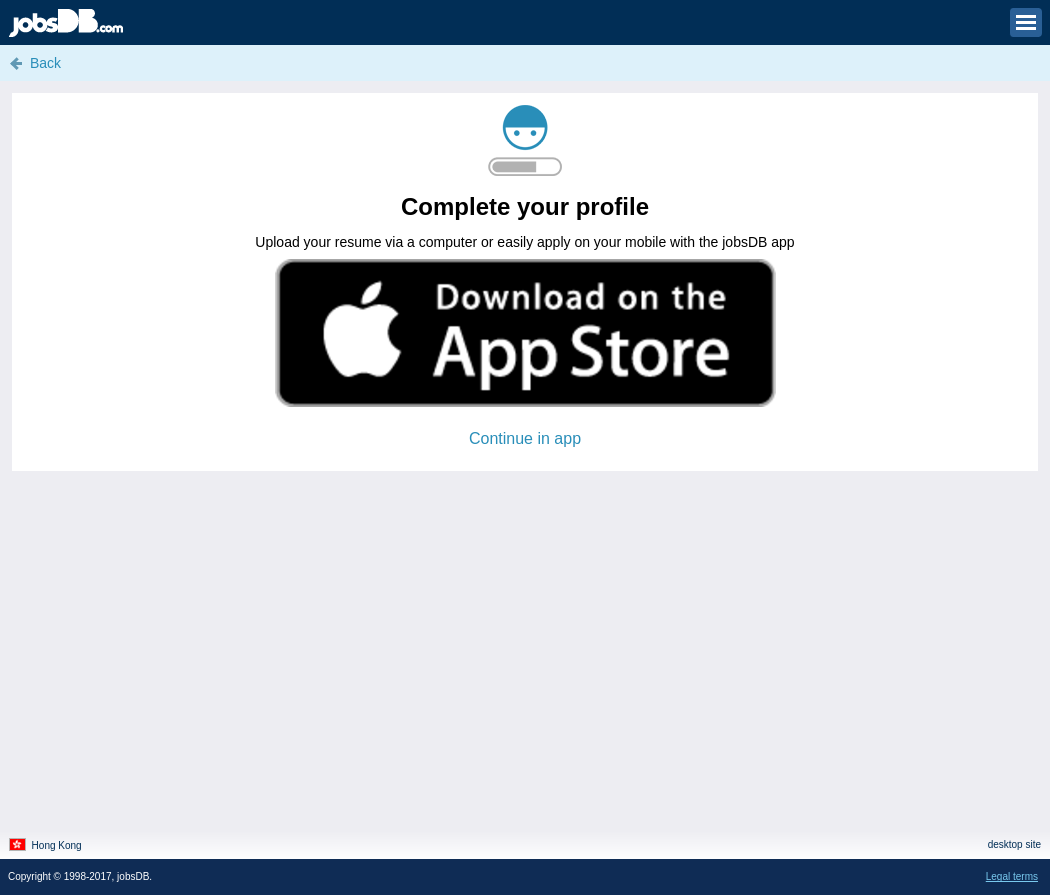 jobsDB.com
Back
Complete your profile
Upload your resume via a computer or easily apply on your mobile with the jobsDB app
Download on the
App Store
Continue in app
Hong Kong
desktop site
Copyright © 1998-2017, jobsDB.
Legal terms